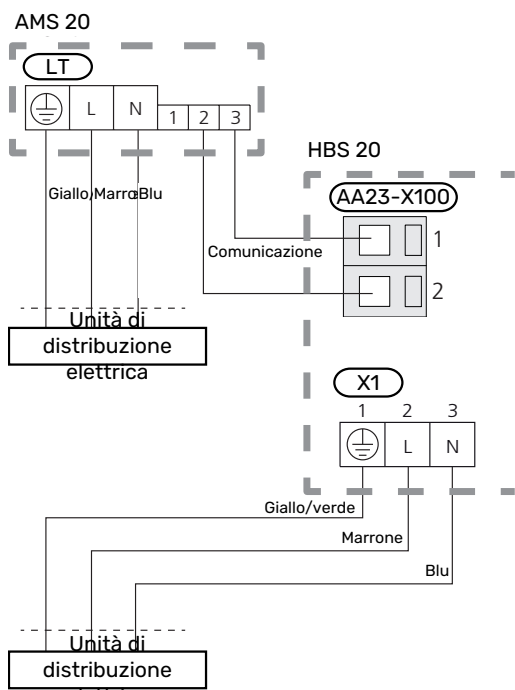 AMS 20
LT
L N 1 2 3
Giallo/Marro Blu
HBS 20
AA23-X100
1
Comunicazione
2
Unità di
distribuzione
elettrica
X1
1 2 3
L N
Giallo/verde
Marrone
Blu
Unità di
distribuzione